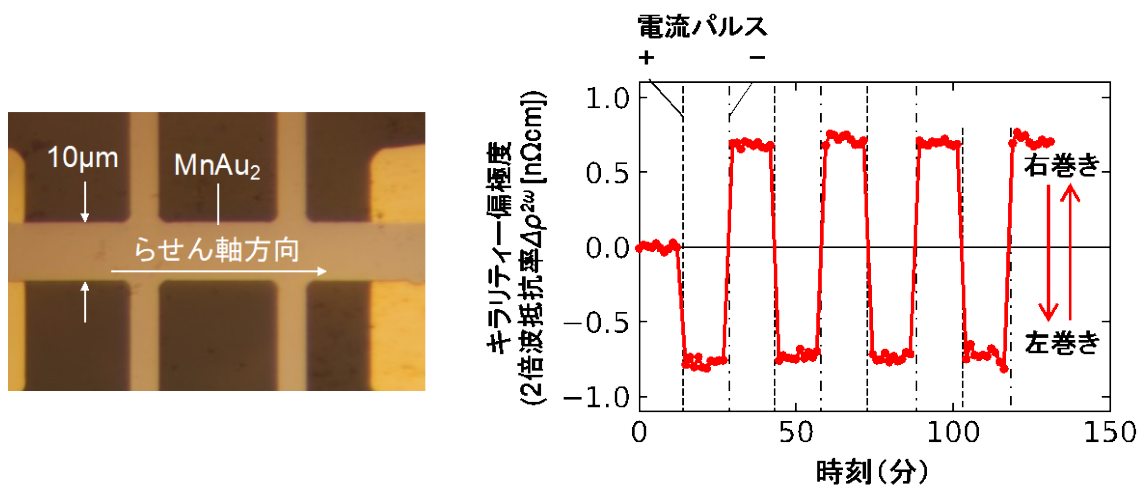 10μm
MnAu₂
らせん軸方向
電流パルス
+ −
キラリティー偏極度
(2倍波抵抗率Δρ²ω [nΩcm])
1.0
0.5
0.0
−0.5
−1.0
右巻き
左巻き
0 50 100 150
時刻(分)